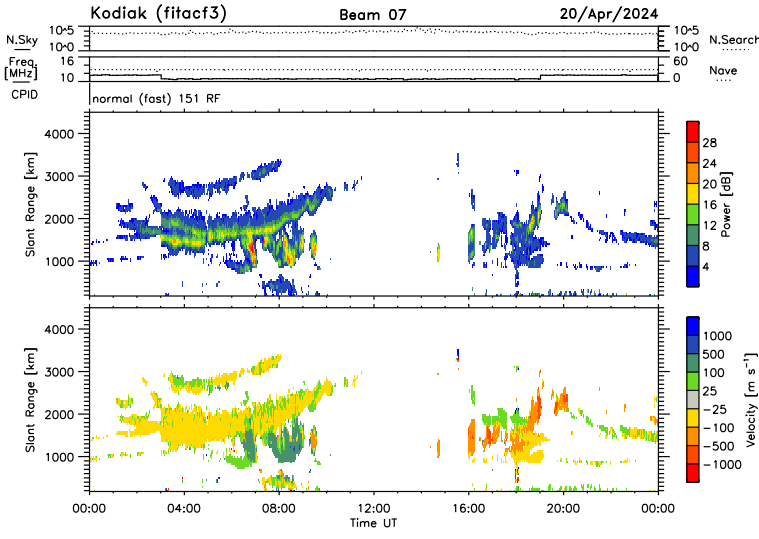 Kodiak (fitacf3) Beam 07 20/Apr/2024
N.Sky 10^5 10^0 10^5 10^0 N.Search
Freq. [MHz] 16 10 60 0 Nave
CPID normal (fast) 151 RF
Slant Range [km] 4000 3000 2000 1000
28 24 20 16 12 8 4 Power [dB]
Slant Range [km] 4000 3000 2000 1000
1000 500 100 25 −25 −100 −500 −1000 Velocity [m s⁻¹]
00:00 04:00 08:00 12:00 16:00 20:00 00:00
Time UT